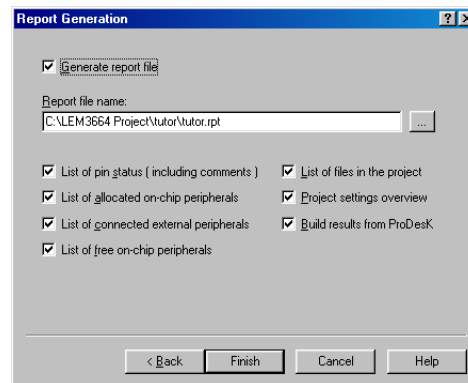 Report Generation
Generate report file
Report file name:
C:\LEM3664 Project\tutor\tutor.rpt
...
List of pin status ( including comments )
List of allocated on-chip peripherals
List of connected external peripherals
List of free on-chip peripherals
List of files in the project
Project settings overview
Build results from ProDesK
< Back
Finish
Cancel
Help